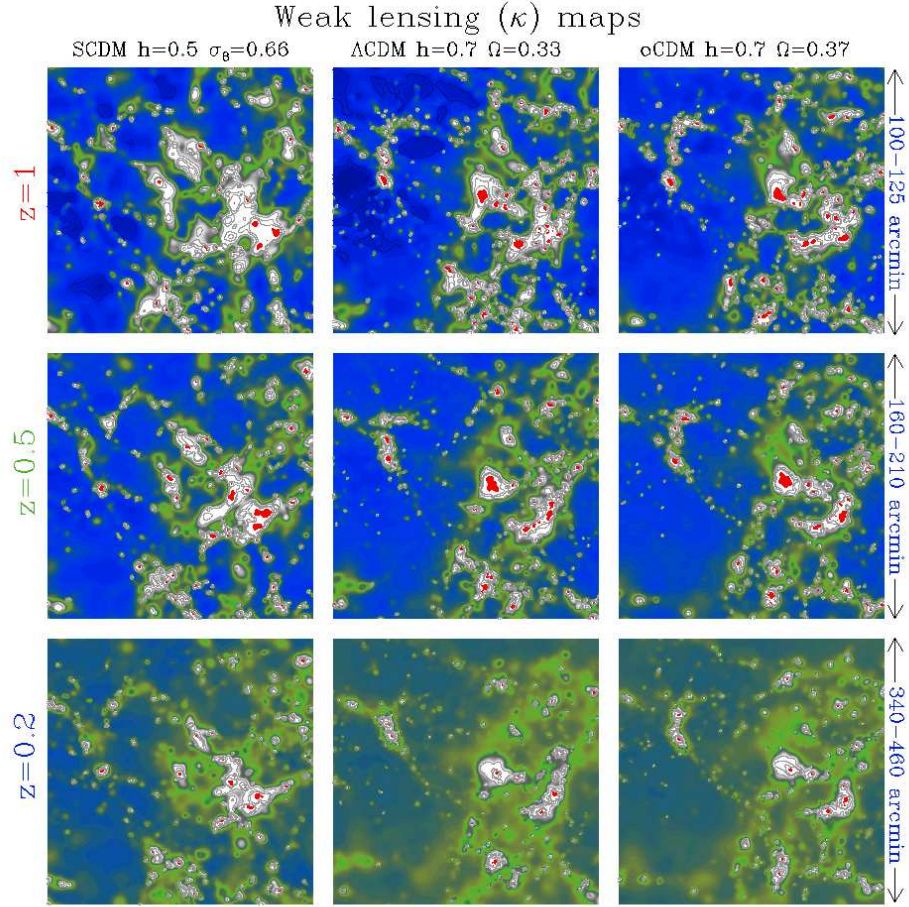 Weak lensing (κ) maps
SCDM h=0.5 σ8=0.66
ΛCDM h=0.7 Ω=0.33
oCDM h=0.7 Ω=0.37
z=1
100-125 arcmin
z=0.5
160-210 arcmin
z=0.2
340-460 arcmin